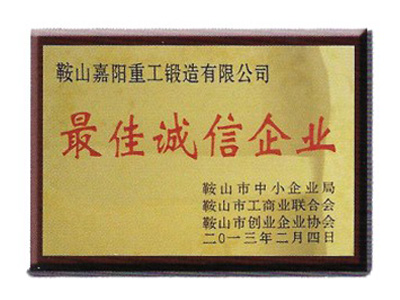 鞍山嘉阳重工锻造有限公司
最佳诚信企业
鞍山市中小企业局
鞍山市工商业联合会
鞍山市创业企业协会
二〇一三年二月四日